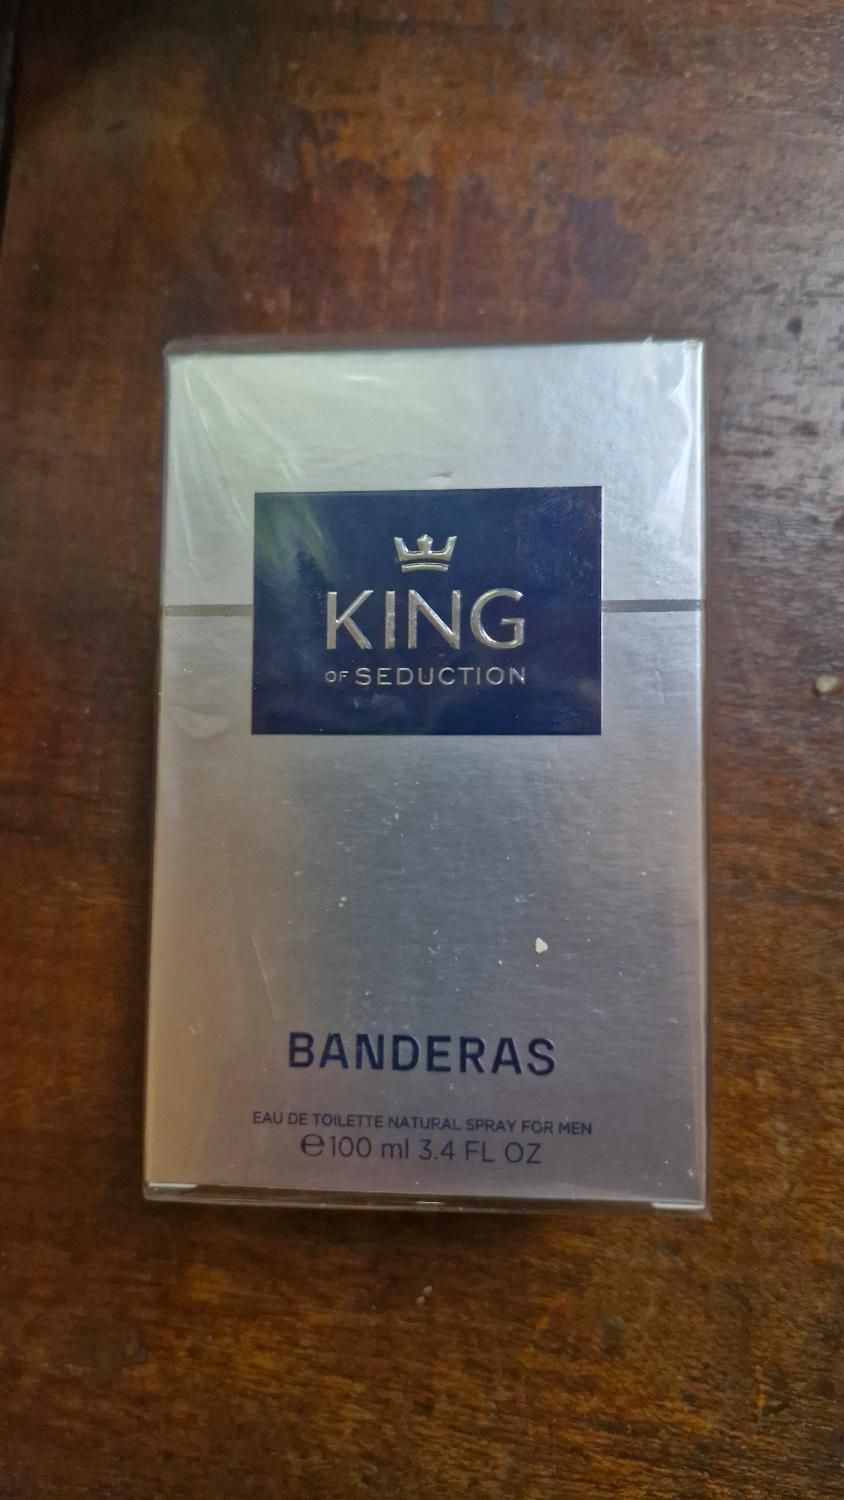 KING
OF SEDUCTION
BANDERAS
EAU DE TOILETTE NATURAL SPRAY FOR MEN
℮100 ml 3.4 FL OZ